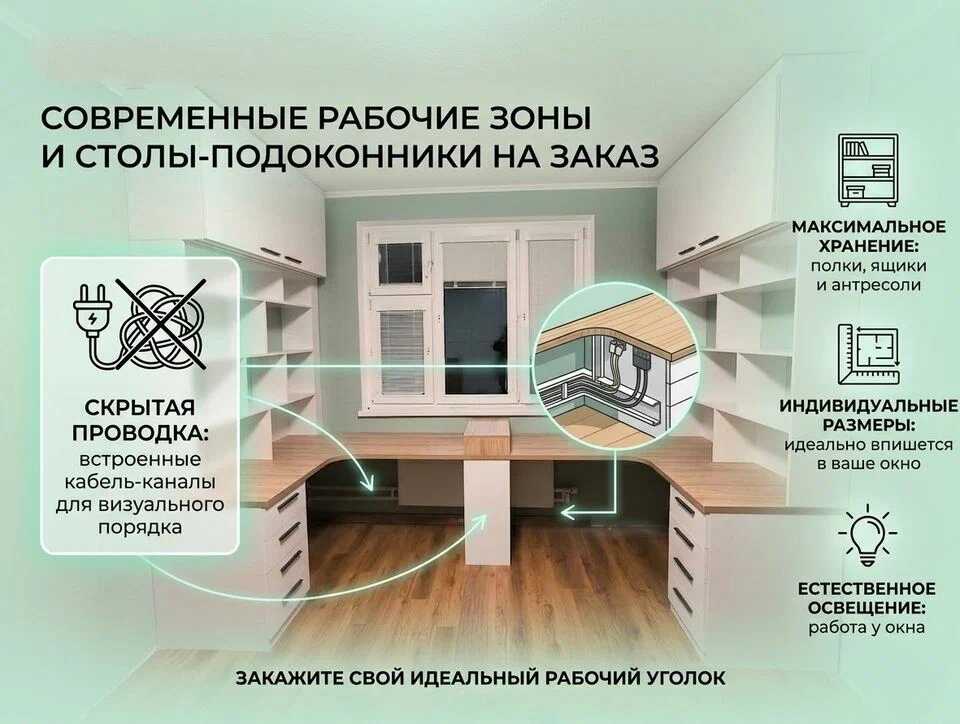 СОВРЕМЕННЫЕ РАБОЧИЕ ЗОНЫ
И СТОЛЫ-ПОДОКОННИКИ НА ЗАКАЗ
СКРЫТАЯ
ПРОВОДКА:
встроенные
кабель-каналы
для визуального
порядка
МАКСИМАЛЬНОЕ
ХРАНЕНИЕ:
полки, ящики
и антресоли
ИНДИВИДУАЛЬНЫЕ
РАЗМЕРЫ:
идеально впишется
в ваше окно
ЕСТЕСТВЕННОЕ
ОСВЕЩЕНИЕ:
работа у окна
ЗАКАЖИТЕ СВОЙ ИДЕАЛЬНЫЙ РАБОЧИЙ УГОЛОК